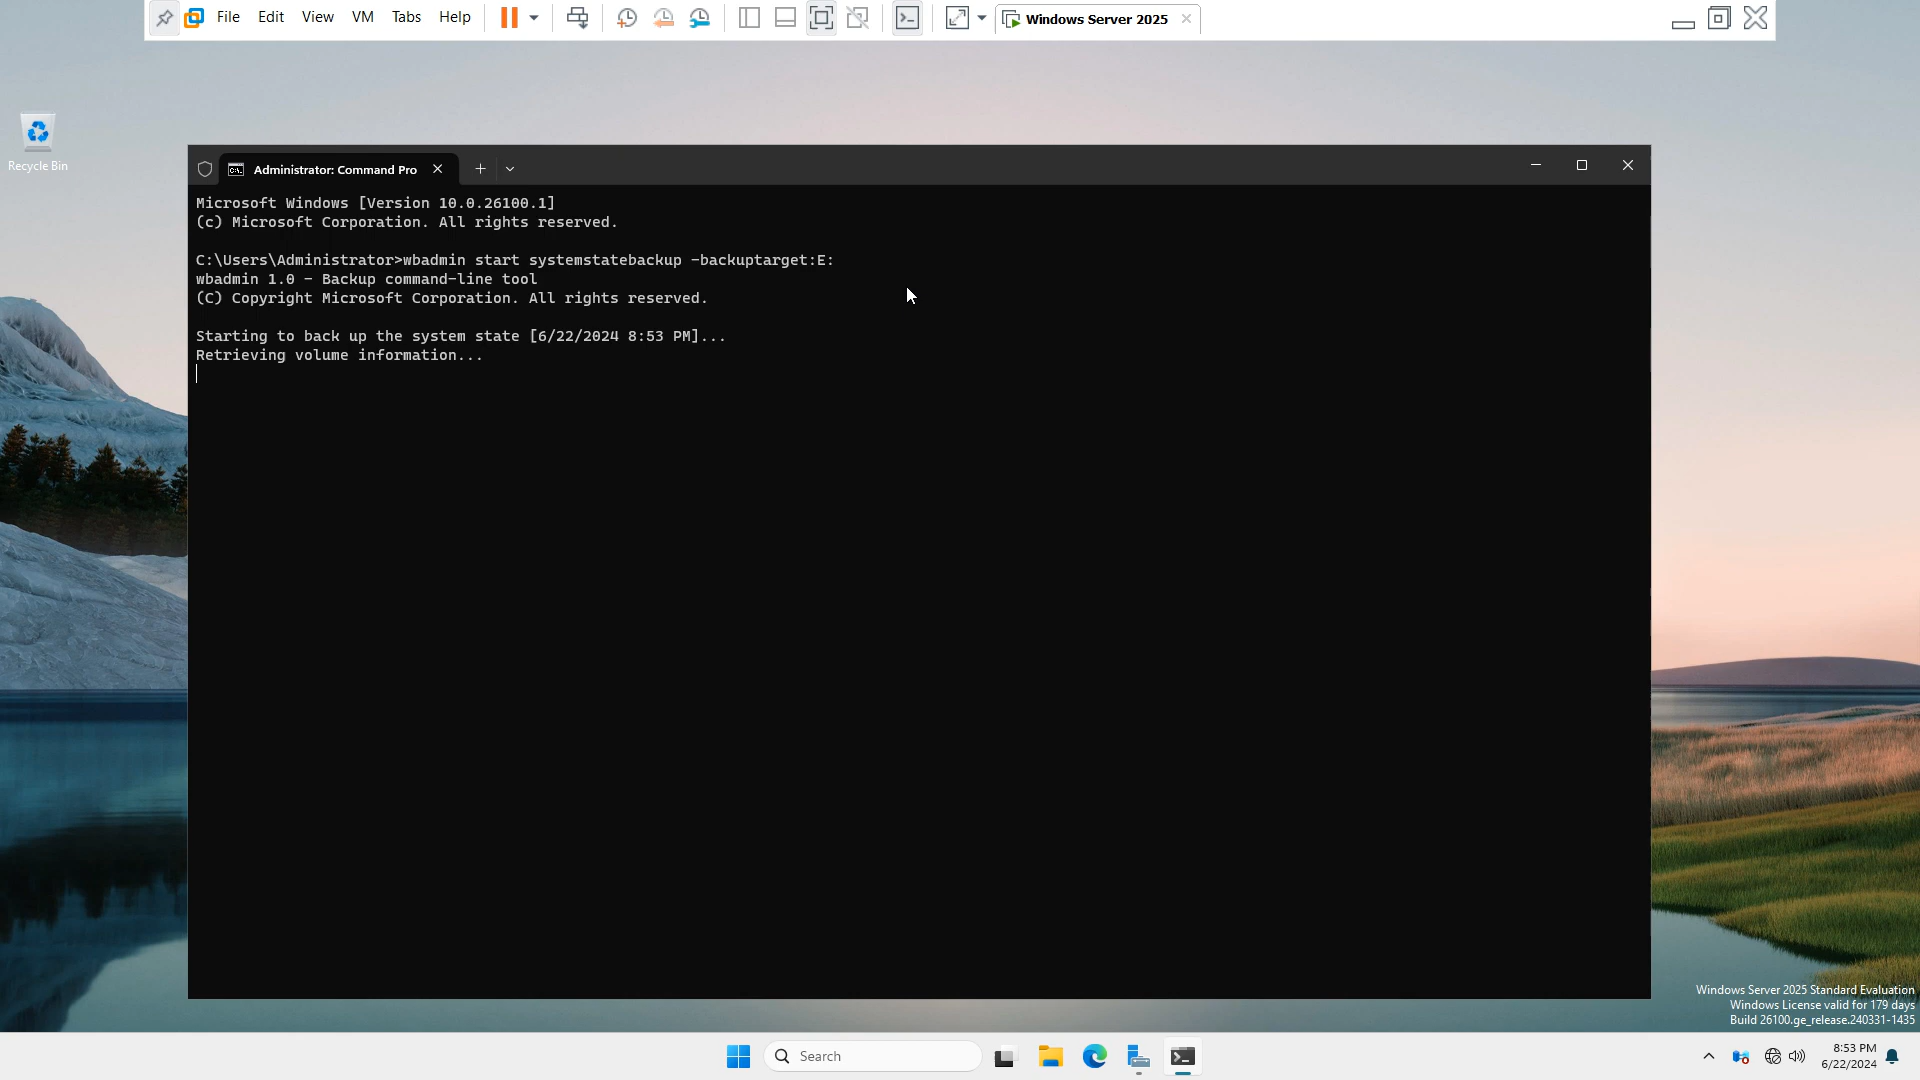 File Edit View VM Tabs Help
Windows Server 2025
Recycle Bin
Administrator: Command Pro
Microsoft Windows [Version 10.0.26100.1]
(c) Microsoft Corporation. All rights reserved.
C:\Users\Administrator>wbadmin start systemstatebackup -backuptarget:E:
wbadmin 1.0 - Backup command-line tool
(C) Copyright Microsoft Corporation. All rights reserved.
Starting to back up the system state [6/22/2024 8:53 PM]...
Retrieving volume information...
Windows Server 2025 Standard Evaluation
Windows License valid for 179 days
Build 26100.ge_release.240331-1435
Search
8:53 PM
6/22/2024